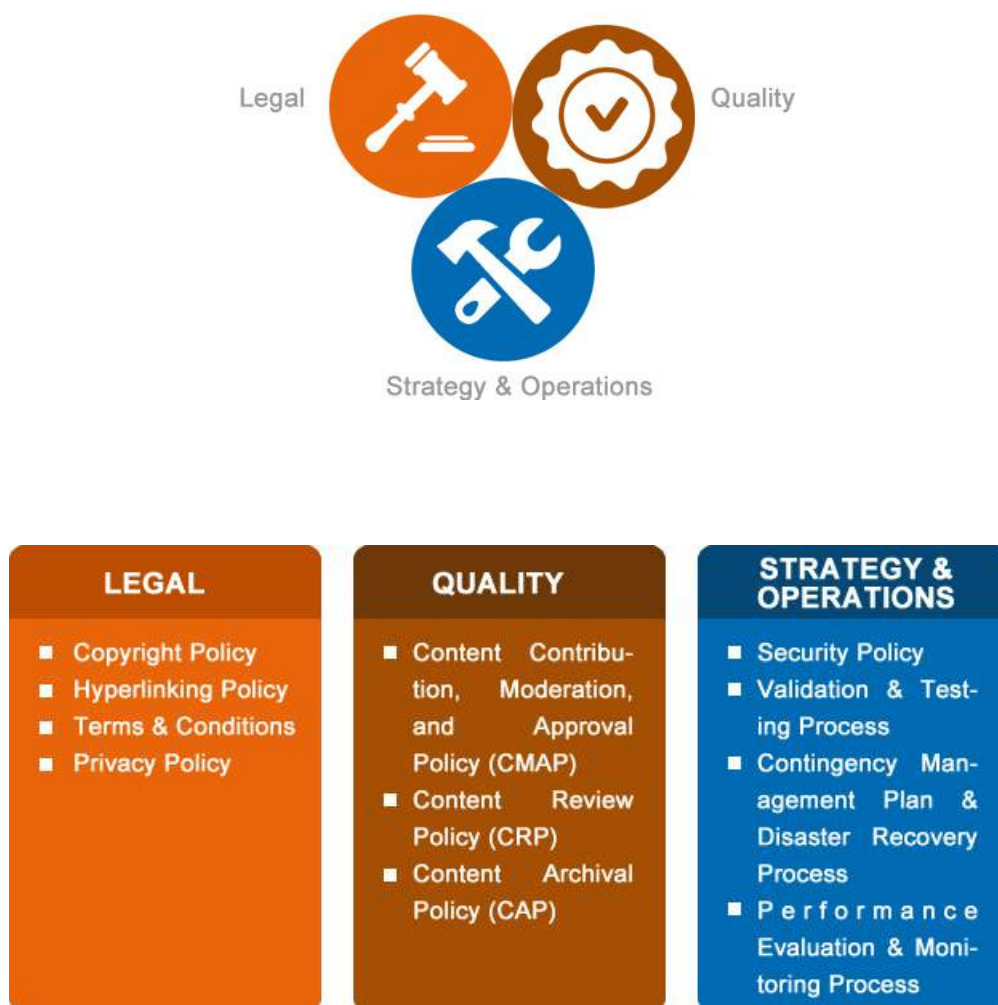 Legal
Quality
Strategy & Operations
LEGAL
Copyright Policy
Hyperlinking Policy
Terms & Conditions
Privacy Policy
QUALITY
Content Contribu-
tion, Moderation,
and Approval
Policy (CMAP)
Content Review
Policy (CRP)
Content Archival
Policy (CAP)
STRATEGY &
OPERATIONS
Security Policy
Validation & Test-
ing Process
Contingency Man-
agement Plan &
Disaster Recovery
Process
Performance
Evaluation & Moni-
toring Process